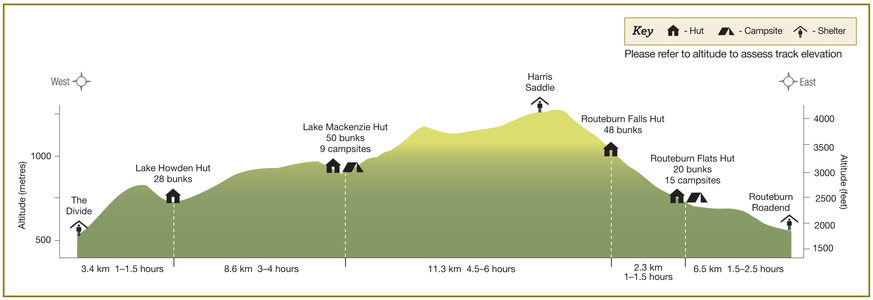 Key - Hut - Campsite - Shelter
Please refer to altitude to assess track elevation
West
East
Harris
Saddle
Lake Mackenzie Hut
50 bunks
9 campsites
Routeburn Falls Hut
48 bunks
Lake Howden Hut
28 bunks
Routeburn Flats Hut
20 bunks
15 campsites
The
Divide
Routeburn
Roadend
Altitude (metres)
1000
500
Altitude (feet)
4000
3500
3000
2500
2000
1500
3.4 km 1–1.5 hours
8.6 km 3–4 hours
11.3 km 4.5–6 hours
2.3 km
1–1.5 hours
6.5 km 1.5–2.5 hours